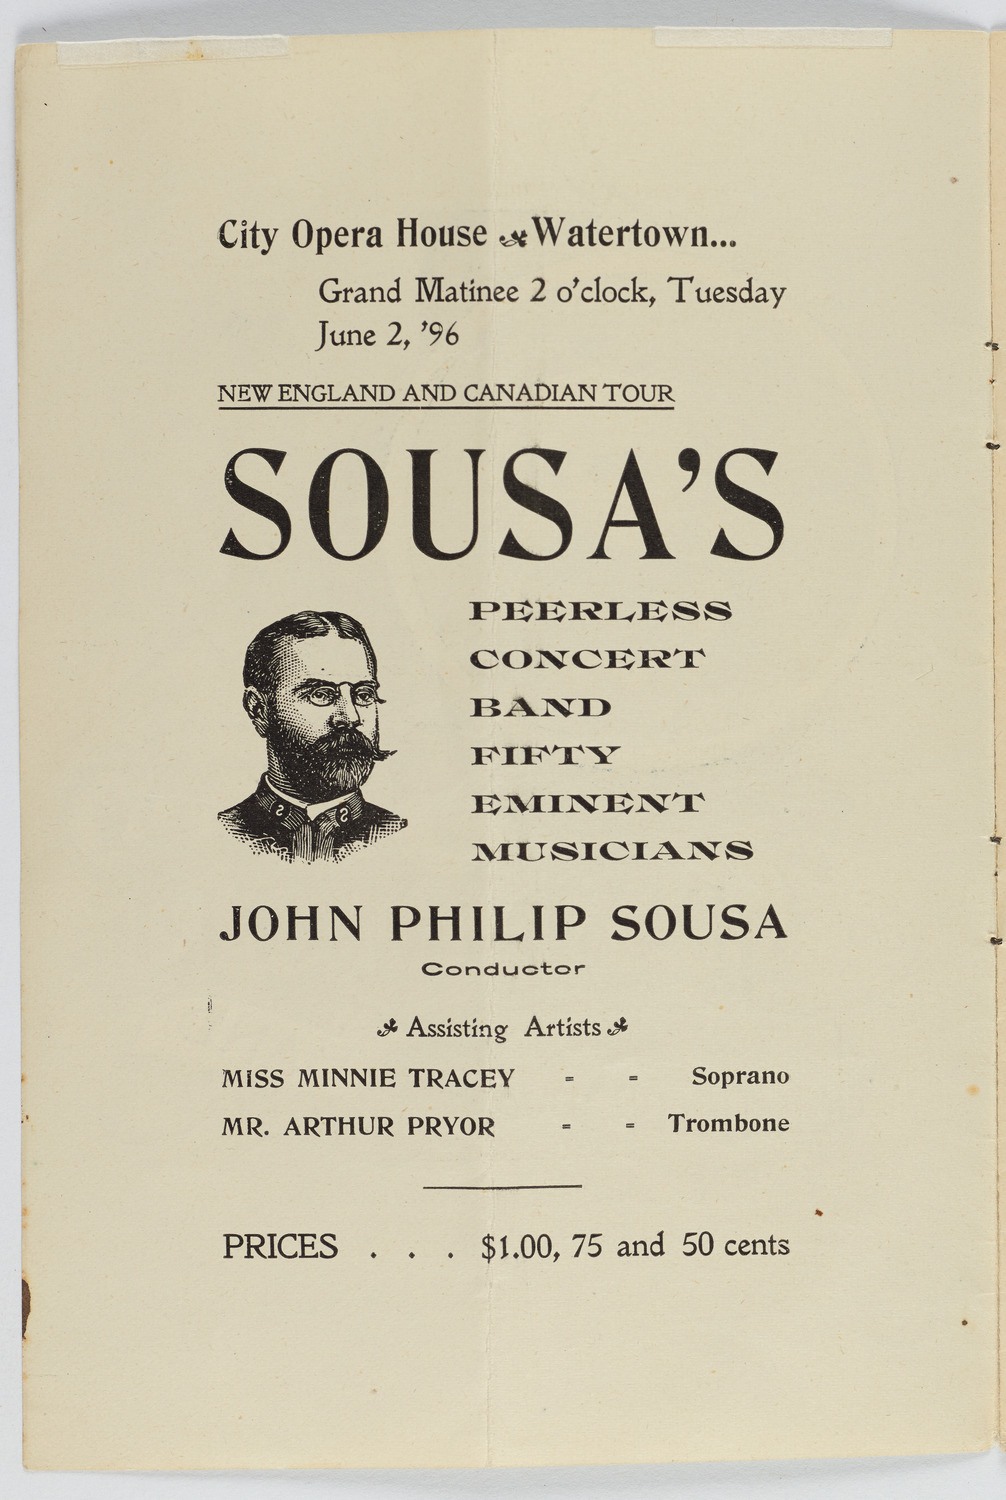 City Opera House Watertown...
Grand Matinee 2 o'clock, Tuesday
June 2, '96
NEW ENGLAND AND CANADIAN TOUR
SOUSA'S
PEERLESS
CONCERT
BAND
FIFTY
EMINENT
MUSICIANS
JOHN PHILIP SOUSA
Conductor
Assisting Artists
MISS MINNIE TRACEY - - Soprano
MR. ARTHUR PRYOR - - Trombone
PRICES . . . $1.00, 75 and 50 cents